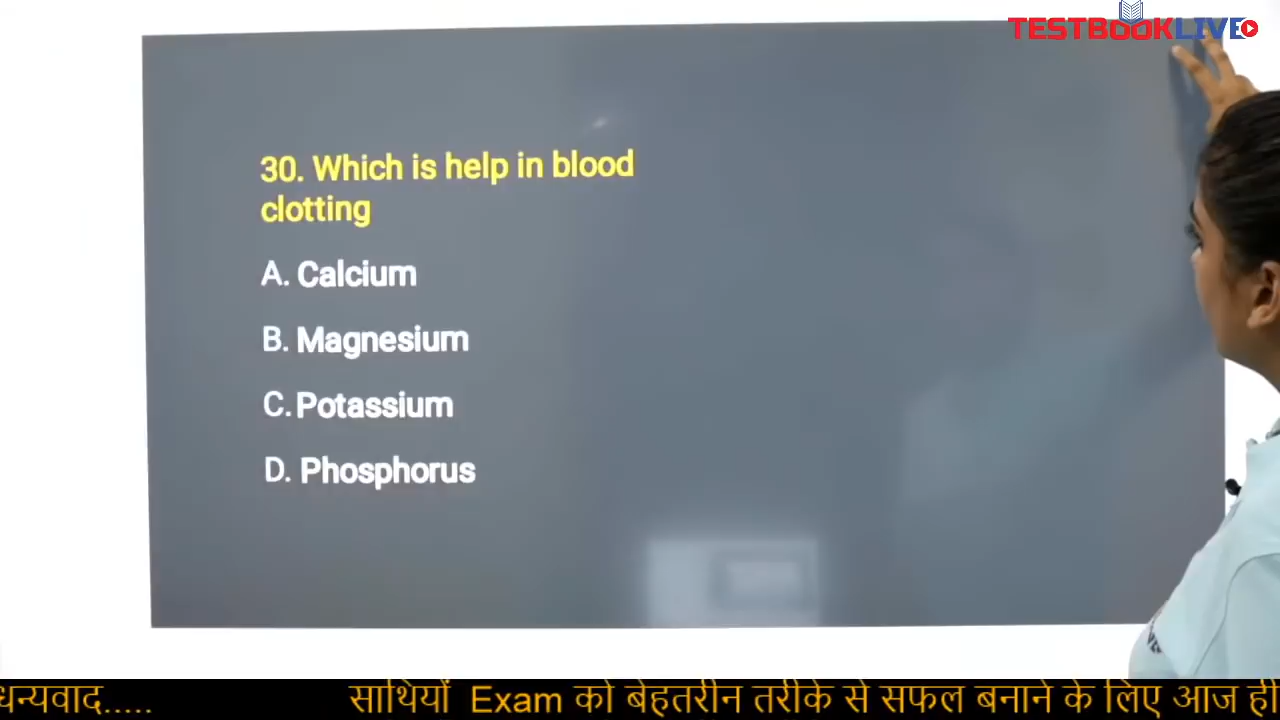 TESTBOOKLIVE
30. Which is help in blood
clotting
A. Calcium
B. Magnesium
C. Potassium
D. Phosphorus
धन्यवाद..... साथियों Exam को बेहतरीन तरीके से सफल बनाने के लिए आज ही